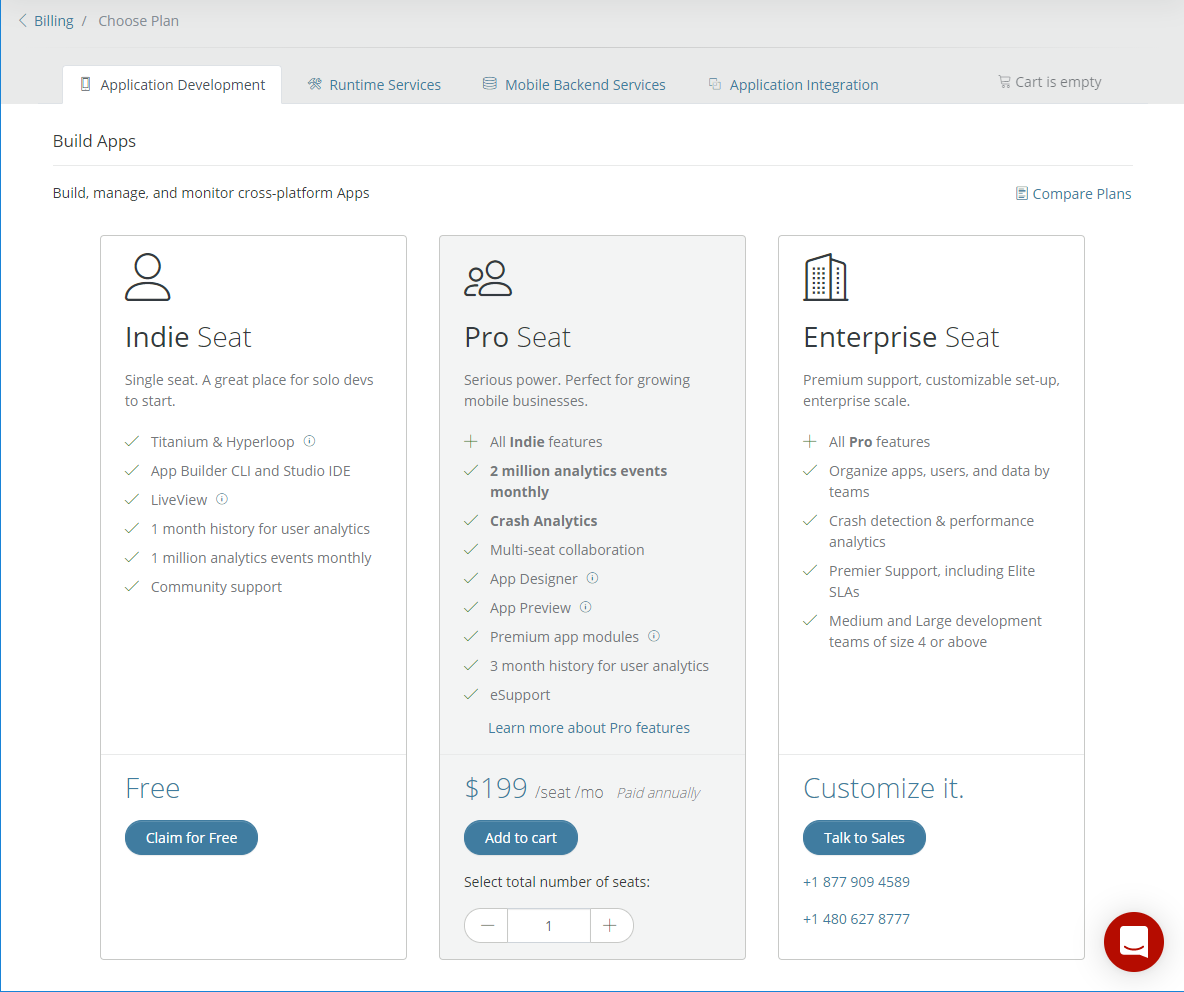 Billing / Choose Plan
Application Development
Runtime Services
Mobile Backend Services
Application Integration
Cart is empty
Build Apps
Build, manage, and monitor cross-platform Apps
Compare Plans
Indie Seat
Single seat. A great place for solo devs
to start.
Titanium & Hyperloop
App Builder CLI and Studio IDE
LiveView
1 month history for user analytics
1 million analytics events monthly
Community support
Free
Claim for Free
Pro Seat
Serious power. Perfect for growing
mobile businesses.
All Indie features
2 million analytics events
monthly
Crash Analytics
Multi-seat collaboration
App Designer
App Preview
Premium app modules
3 month history for user analytics
eSupport
Learn more about Pro features
$199 /seat /mo Paid annually
Add to cart
Select total number of seats:
1
Enterprise Seat
Premium support, customizable set-up,
enterprise scale.
All Pro features
Organize apps, users, and data by
teams
Crash detection & performance
analytics
Premier Support, including Elite
SLAs
Medium and Large development
teams of size 4 or above
Customize it.
Talk to Sales
+1 877 909 4589
+1 480 627 8777